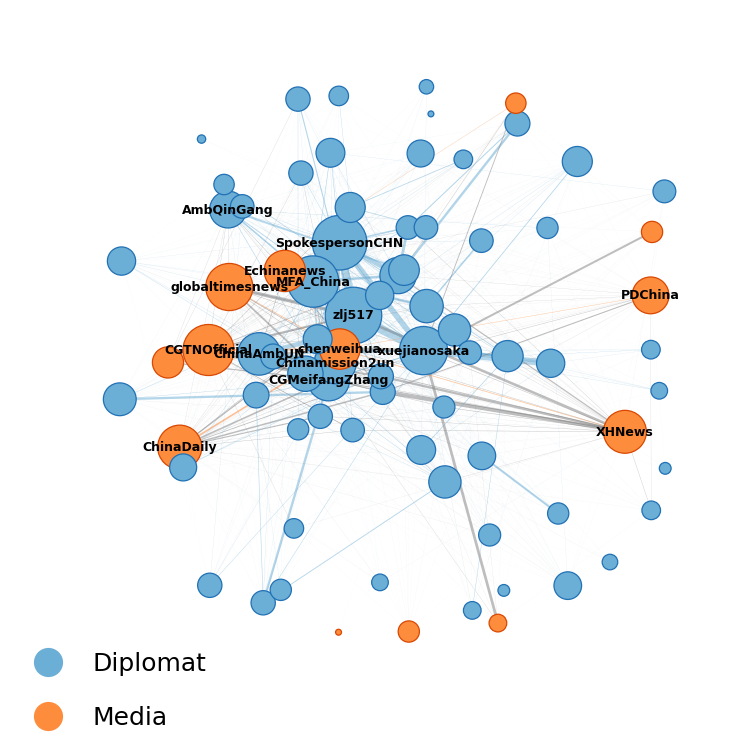 AmbQinGang
SpokespersonCHN
Echinanews
MFA_China
globaltimesnews
PDChina
zlj517
CGTNOfficial
ChinaAmbUN
chenweihua
xuejianosaka
Chinamission2un
CGMeifangZhang
XHNews
ChinaDaily
Diplomat
Media